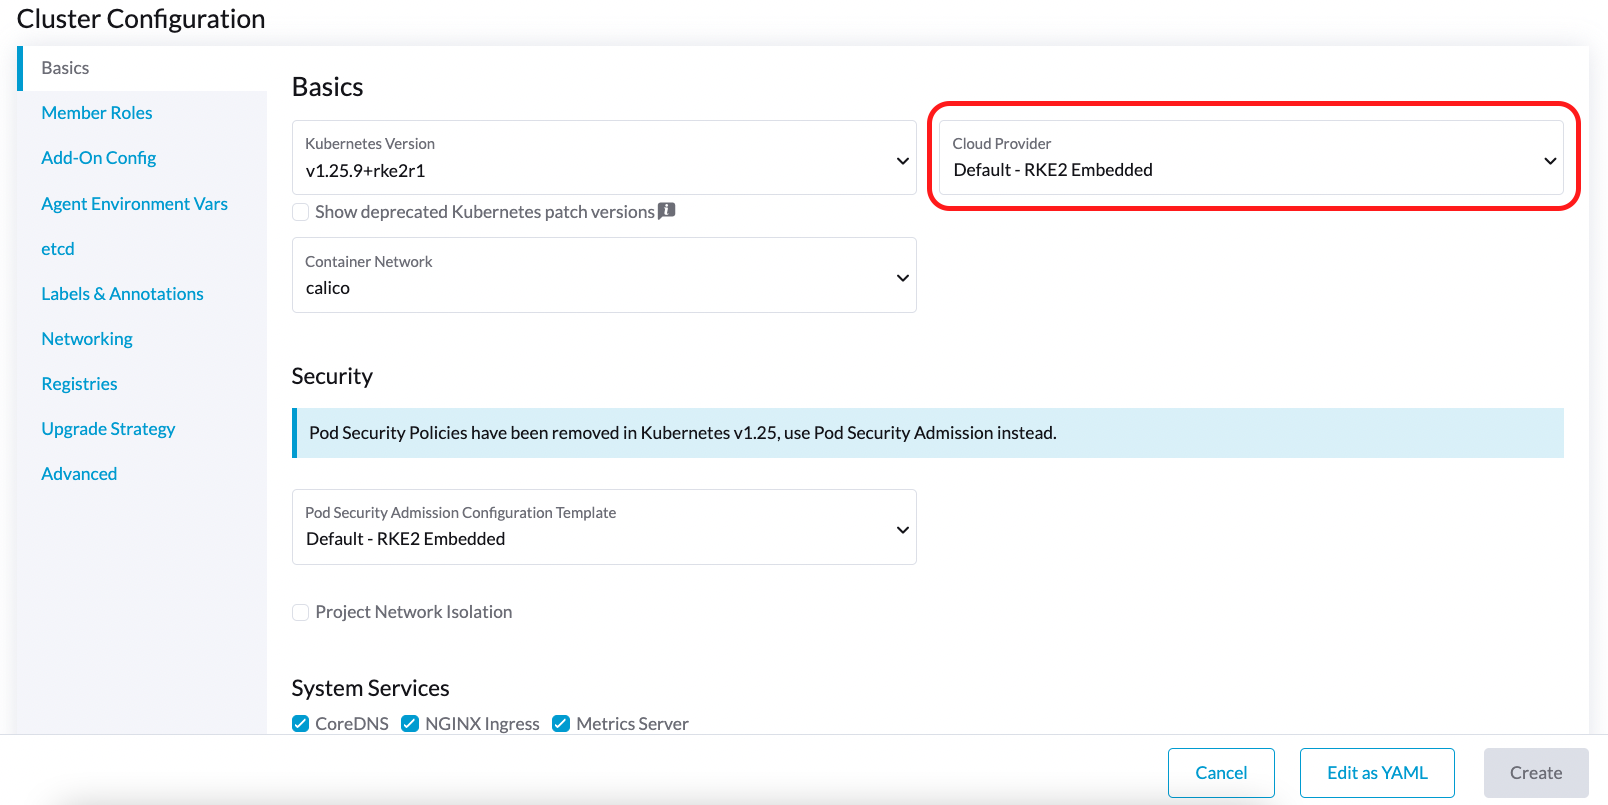 Cluster Configuration
Basics
Member Roles
Add-On Config
Agent Environment Vars
etcd
Labels & Annotations
Networking
Registries
Upgrade Strategy
Advanced
Basics
Kubernetes Version
v1.25.9+rke2r1
Cloud Provider
Default - RKE2 Embedded
Show deprecated Kubernetes patch versions
Container Network
calico
Security
Pod Security Policies have been removed in Kubernetes v1.25, use Pod Security Admission instead.
Pod Security Admission Configuration Template
Default - RKE2 Embedded
Project Network Isolation
System Services
CoreDNS NGINX Ingress Metrics Server
Cancel Edit as YAML Create